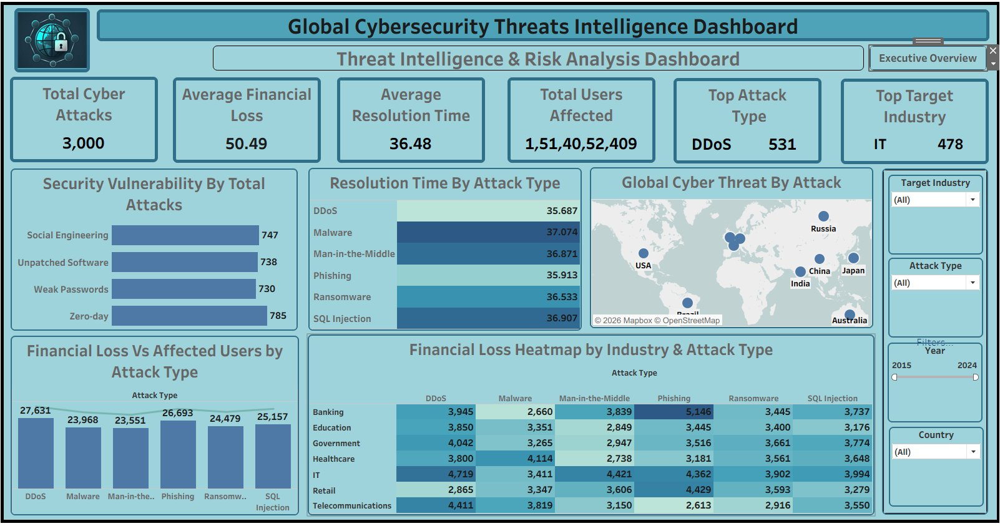 Global Cybersecurity Threats Intelligence Dashboard
Threat Intelligence & Risk Analysis Dashboard
Executive Overview
Total Cyber
Attacks
3,000
Average Financial
Loss
50.49
Average
Resolution Time
36.48
Total Users
Affected
1,51,40,52,409
Top Attack
Type
DDoS 531
Top Target
Industry
IT 478
Security Vulnerability By Total
Attacks
Social Engineering 747
Unpatched Software 738
Weak Passwords 730
Zero-day 785
Resolution Time By Attack Type
DDoS 35.687
Malware 37.074
Man-in-the-Middle 36.871
Phishing 35.913
Ransomware 36.533
SQL Injection 36.907
Global Cyber Threat By Attack
Russia
USA
China
Japan
India
Brazil
Australia
© 2026 Mapbox © OpenStreetMap
Target Industry
(All)
Attack Type
(All)
Filters...
Year
2015 2024
Country
(All)
Financial Loss Vs Affected Users by
Attack Type
Attack Type
27,631 23,968 23,551 26,693 24,479 25,157
DDoS Malware Man-in-the.. Phishing Ransomw.. SQL
Injection
Financial Loss Heatmap by Industry & Attack Type
Attack Type
DDoS Malware Man-in-the-Middle Phishing Ransomware SQL Injection
Banking 3,945 2,660 3,839 5,146 3,445 3,737
Education 3,850 3,351 2,849 3,445 3,400 3,176
Government 4,042 3,265 2,947 3,516 3,661 3,774
Healthcare 3,800 4,114 2,738 3,181 3,561 3,648
IT 4,719 3,411 4,421 4,362 3,902 3,994
Retail 2,865 3,347 3,606 4,429 3,593 3,279
Telecommunications 4,411 3,819 3,150 2,613 2,916 3,550